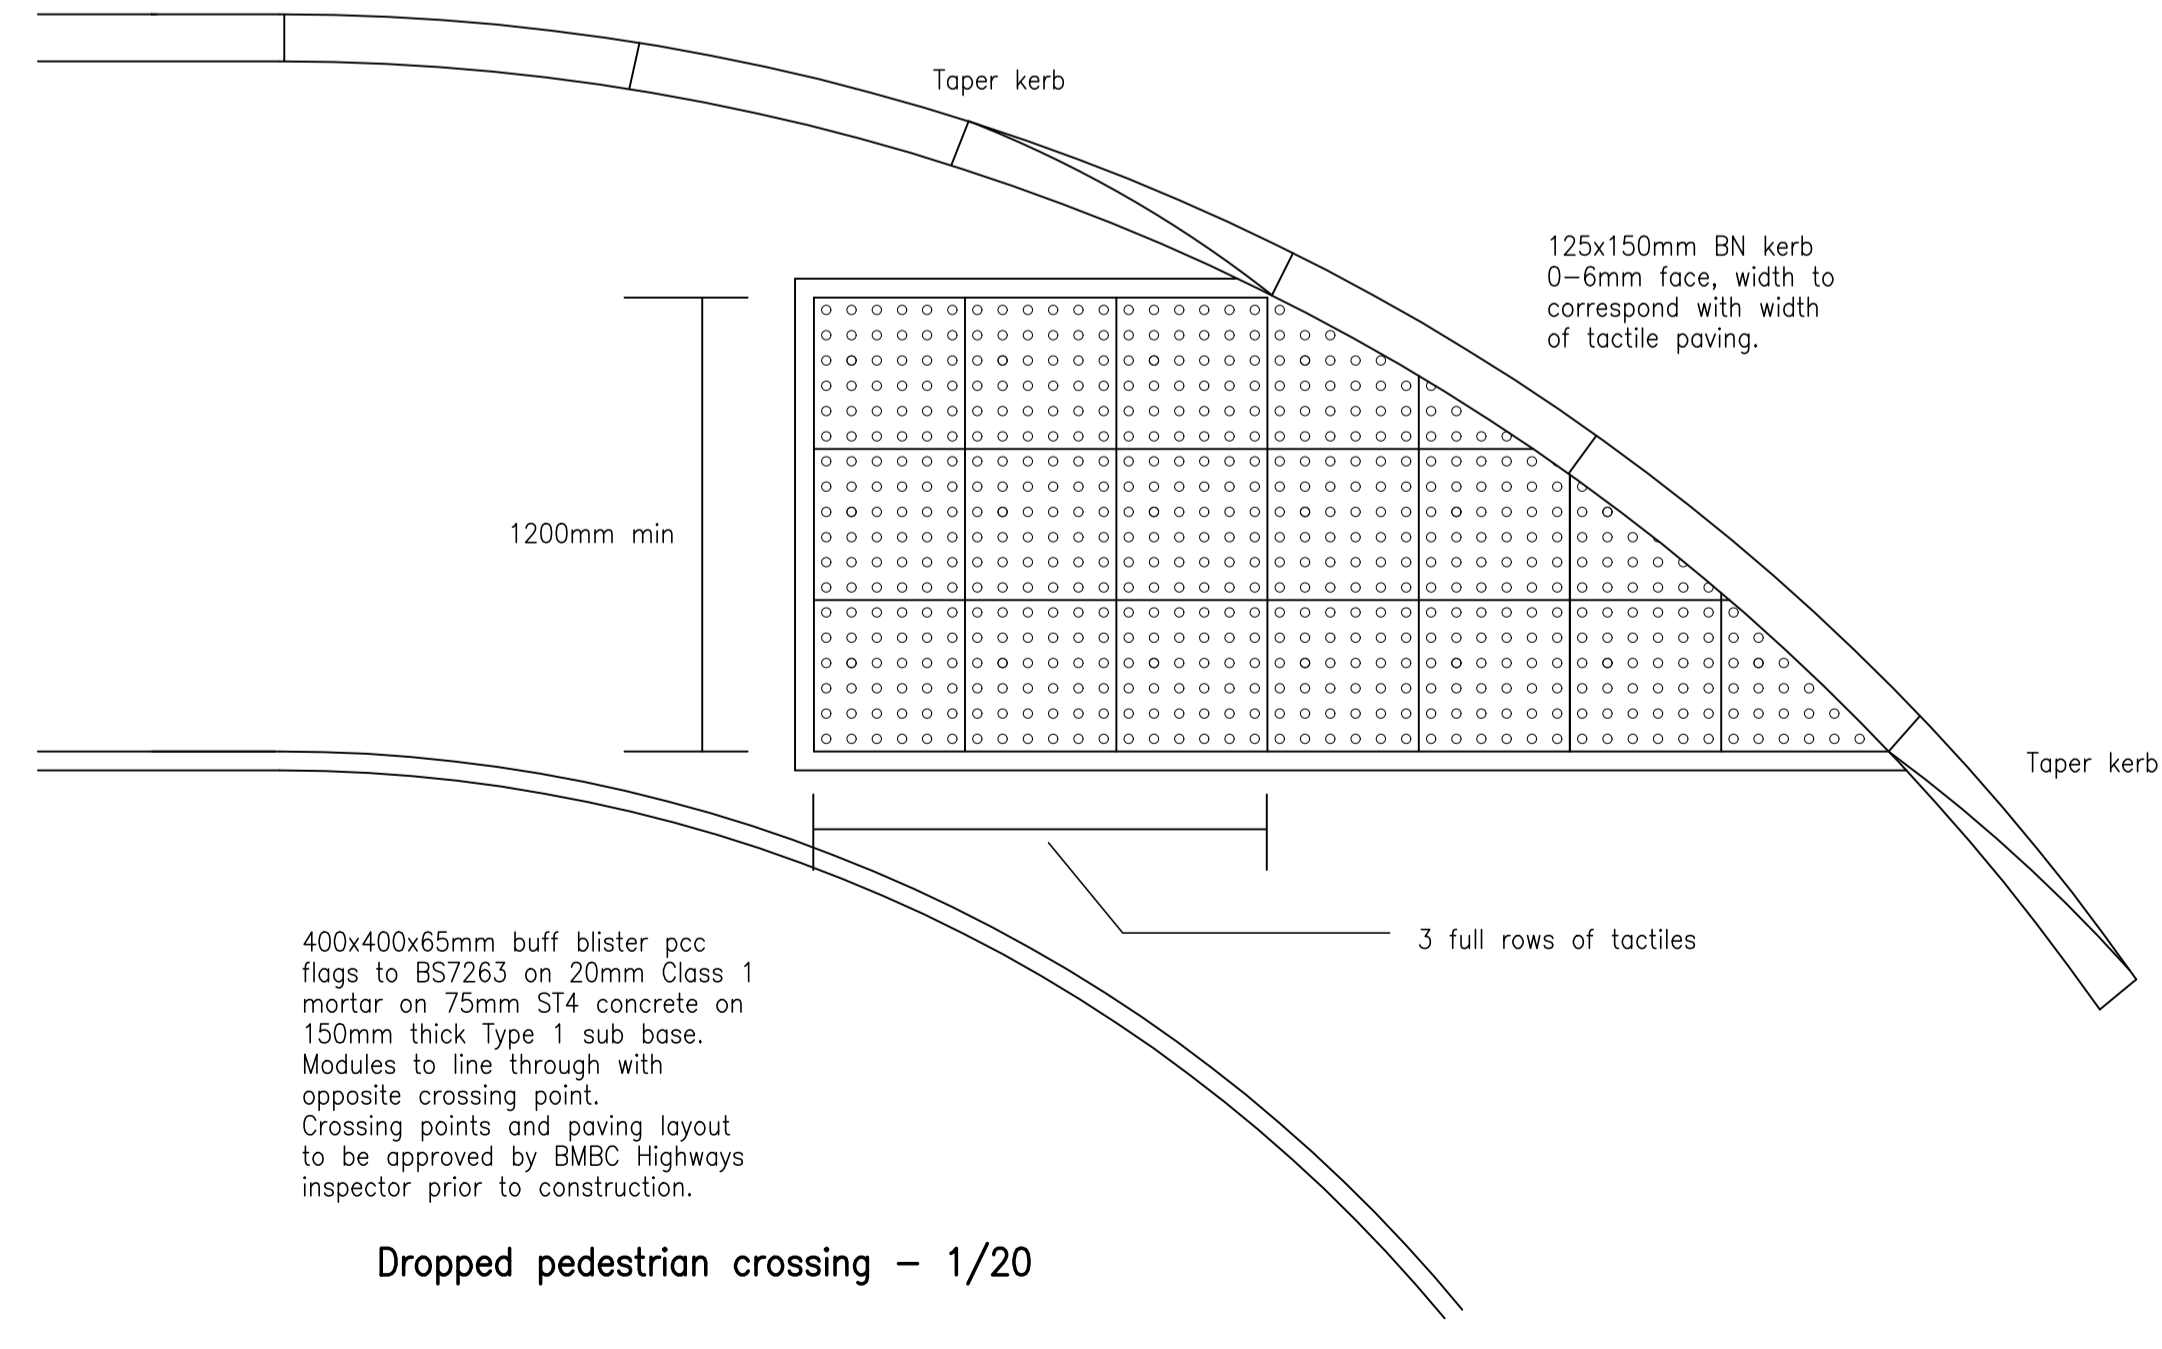 Taper kerb
125x150mm BN kerb
0-6mm face, width to
correspond with width
of tactile paving.
1200mm min
Taper kerb
3 full rows of tactiles
400x400x65mm buff blister pcc
flags to BS7263 on 20mm Class 1
mortar on 75mm ST4 concrete on
150mm thick Type 1 sub base.
Modules to line through with
opposite crossing point.
Crossing points and paving layout
to be approved by BMBC Highways
inspector prior to construction.
Dropped pedestrian crossing - 1/20